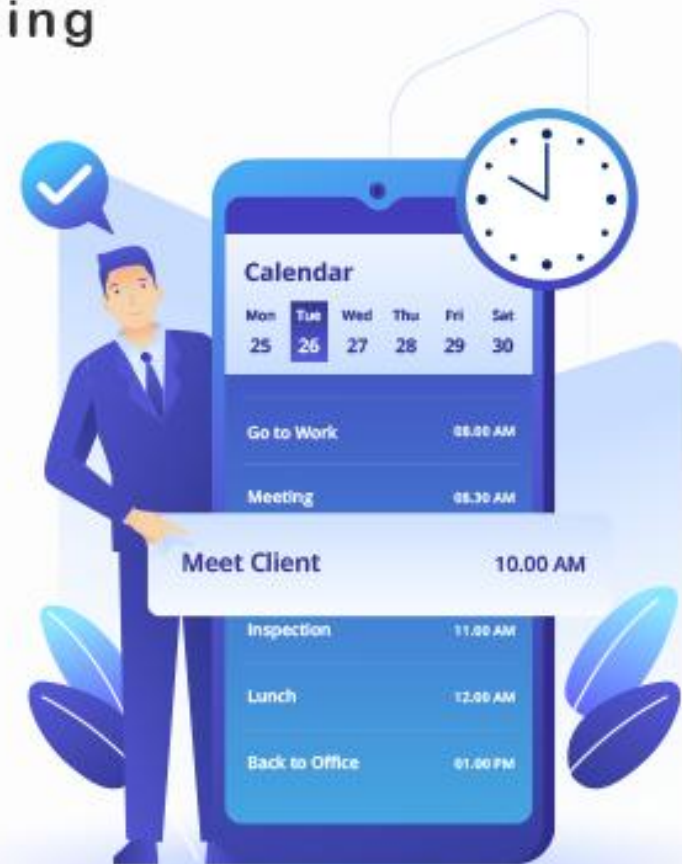 ing
Calendar
Mon Tue Wed Thu Fri Sat
25 26 27 28 29 30
Go to Work 08.00 AM
Meeting 08.30 AM
Meet Client 10.00 AM
Inspection 11.00 AM
Lunch 12.00 AM
Back to Office 01.00 PM